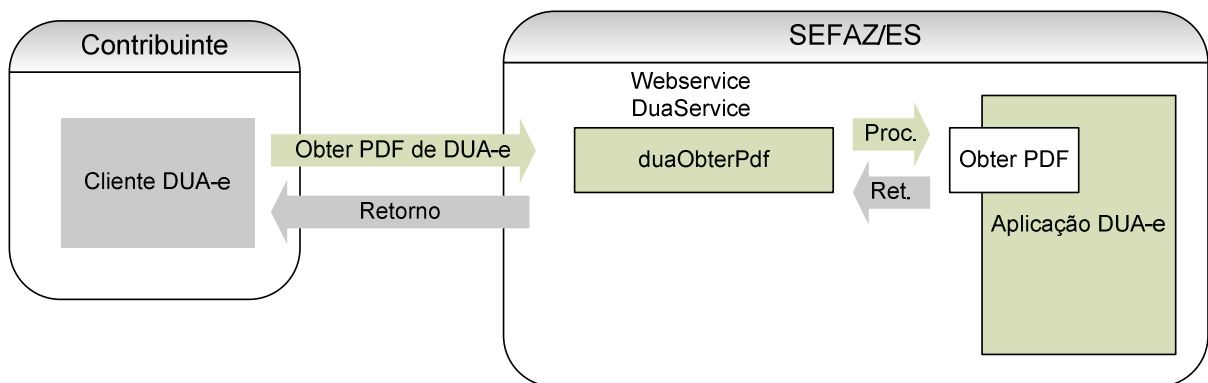 Contribuinte
SEFAZ/ES
Webservice
DuaService
Cliente DUA-e
Obter PDF de DUA-e
Retorno
duaObterPdf
Proc.
Ret.
Obter PDF
Aplicação DUA-e